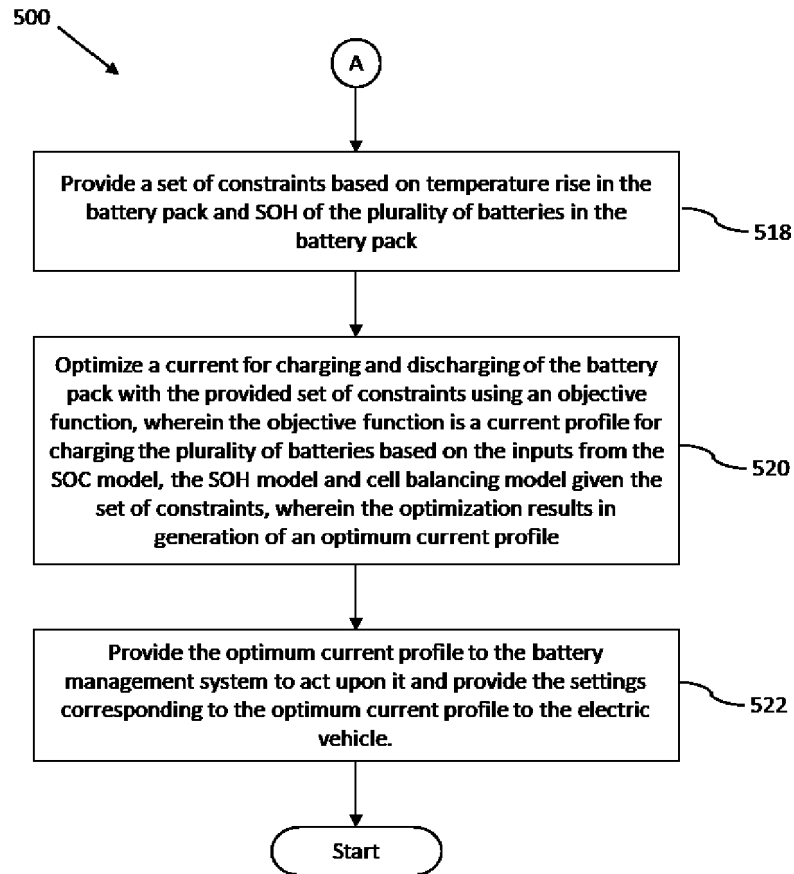 500
A
Provide a set of constraints based on temperature rise in the
battery pack and SOH of the plurality of batteries in the
battery pack
518
Optimize a current for charging and discharging of the battery
pack with the provided set of constraints using an objective
function, wherein the objective function is a current profile for
charging the plurality of batteries based on the inputs from the
SOC model, the SOH model and cell balancing model given the
set of constraints, wherein the optimization results in
generation of an optimum current profile
520
Provide the optimum current profile to the battery
management system to act upon it and provide the settings
corresponding to the optimum current profile to the electric
vehicle.
522
Start